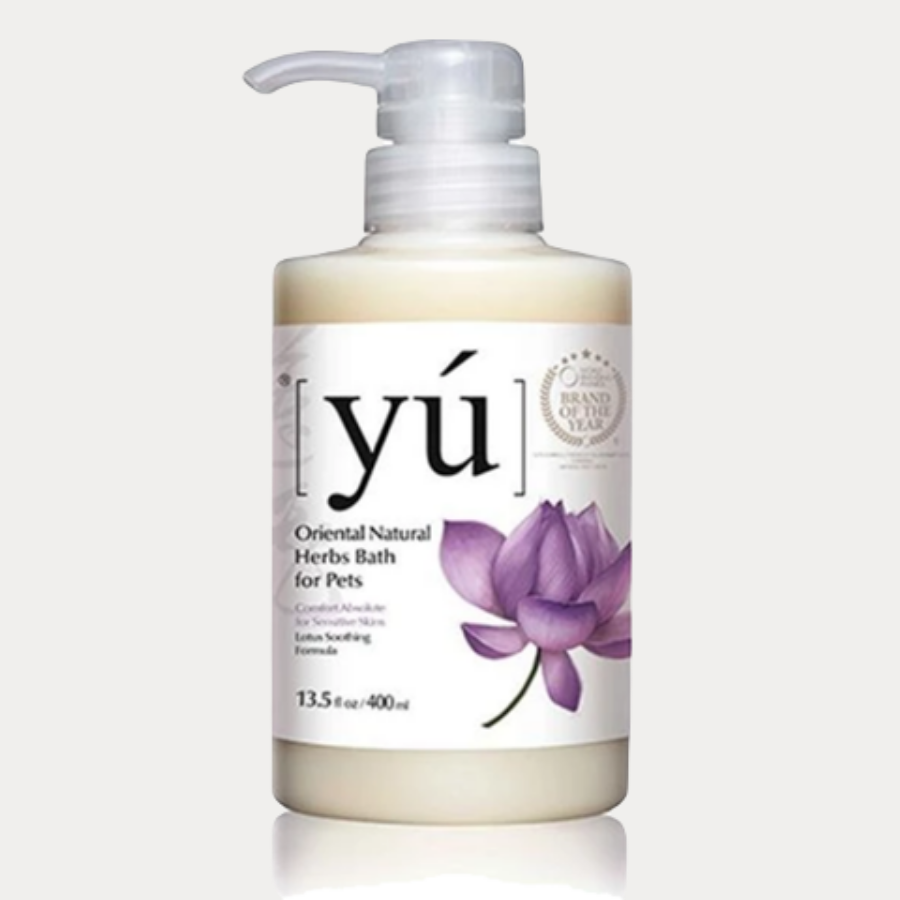 ®
[yú]
BRAND
OF THE
YEAR
Oriental Natural
Herbs Bath
for Pets
Comfort Absolute
for Sensitive Skins
Lotus Soothing
Formula
13.5 fl oz / 400 ml